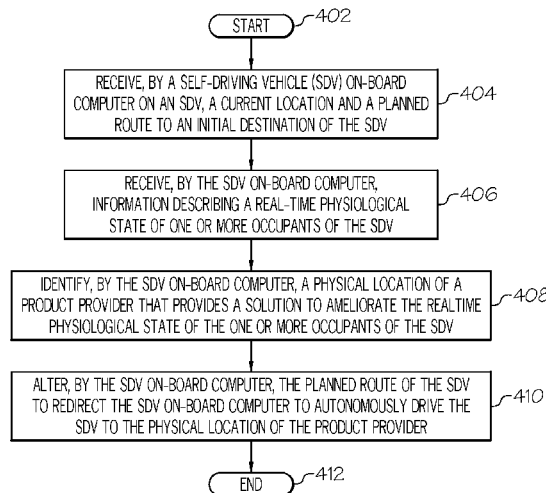 START
402
RECEIVE, BY A SELF-DRIVING VEHICLE (SDV) ON-BOARD
COMPUTER ON AN SDV, A CURRENT LOCATION AND A PLANNED
ROUTE TO AN INITIAL DESTINATION OF THE SDV
404
RECEIVE, BY THE SDV ON-BOARD COMPUTER,
INFORMATION DESCRIBING A REAL-TIME PHYSIOLOGICAL
STATE OF ONE OR MORE OCCUPANTS OF THE SDV
406
IDENTIFY, BY THE SDV ON-BOARD COMPUTER, A PHYSICAL LOCATION OF A
PRODUCT PROVIDER THAT PROVIDES A SOLUTION TO AMELIORATE THE REALTIME
PHYSIOLOGICAL STATE OF THE ONE OR MORE OCCUPANTS OF THE SDV
408
ALTER, BY THE SDV ON-BOARD COMPUTER, THE PLANNED ROUTE OF THE SDV
TO REDIRECT THE SDV ON-BOARD COMPUTER TO AUTONOMOUSLY DRIVE THE
SDV TO THE PHYSICAL LOCATION OF THE PRODUCT PROVIDER
410
END
412